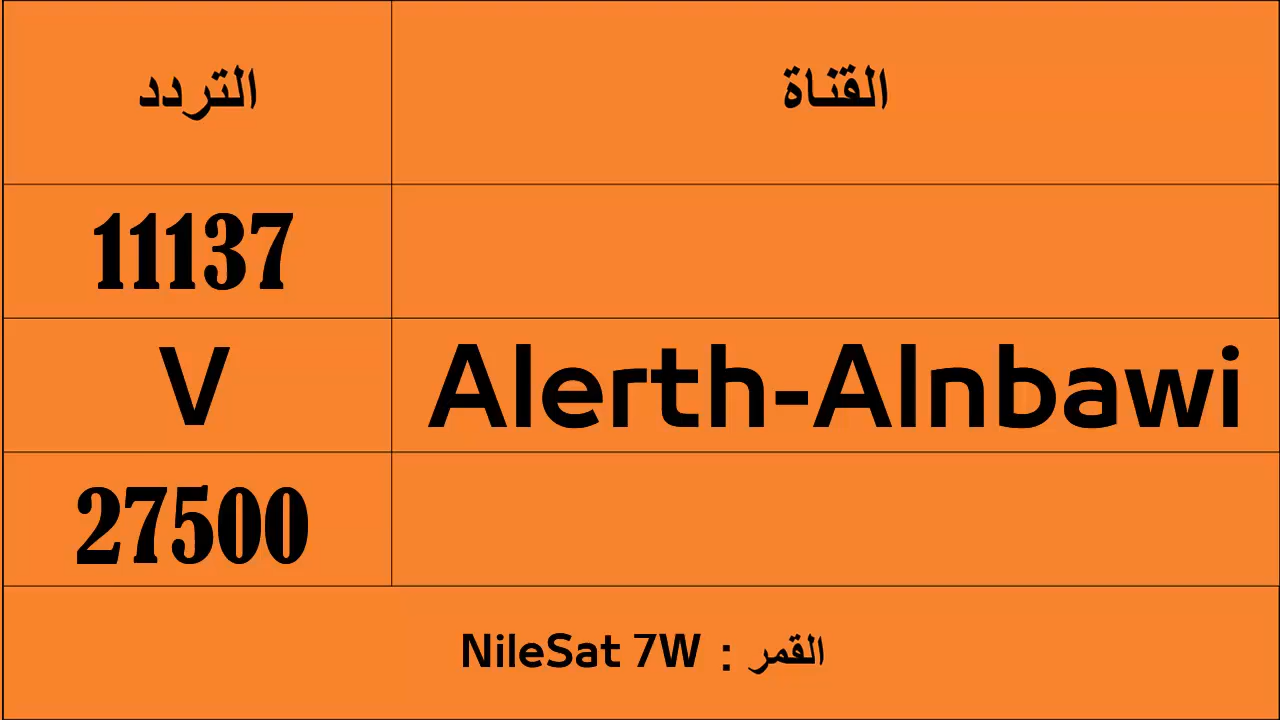 القناة
التردد
11137
Alerth-Alnbawi
V
27500
القمر : NileSat 7W